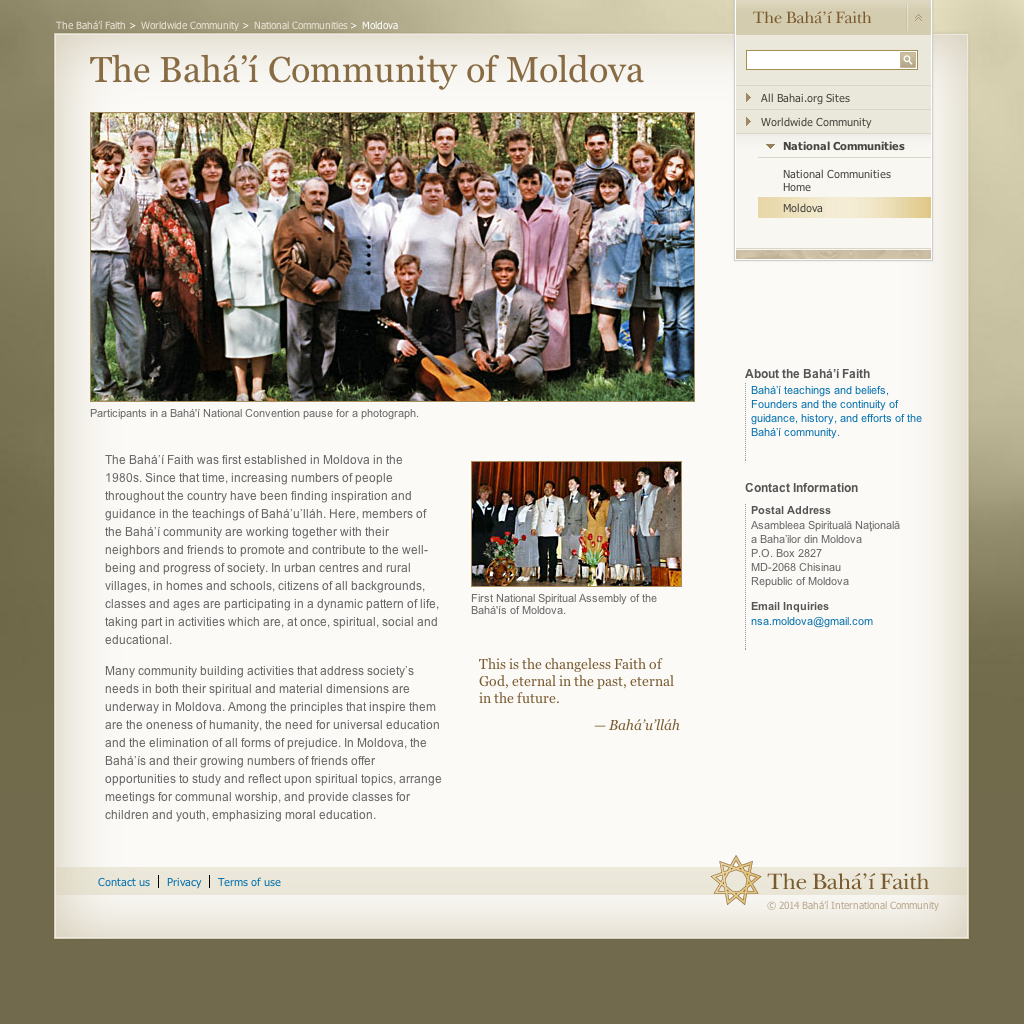 The Bahá’í Faith > Worldwide Community > National Communities > Moldova
The Bahá’í Community of Moldova
Participants in a Bahá'í National Convention pause for a photograph.
The Bahá’í Faith was first established in Moldova in the
1980s. Since that time, increasing numbers of people
throughout the country have been finding inspiration and
guidance in the teachings of Bahá’u’lláh. Here, members of
the Bahá’í community are working together with their
neighbors and friends to promote and contribute to the well-
being and progress of society. In urban centres and rural
villages, in homes and schools, citizens of all backgrounds,
classes and ages are participating in a dynamic pattern of life,
taking part in activities which are, at once, spiritual, social and
educational.
Many community building activities that address society’s
needs in both their spiritual and material dimensions are
underway in Moldova. Among the principles that inspire them
are the oneness of humanity, the need for universal education
and the elimination of all forms of prejudice. In Moldova, the
Bahá’ís and their growing numbers of friends offer
opportunities to study and reflect upon spiritual topics, arrange
meetings for communal worship, and provide classes for
children and youth, emphasizing moral education.
First National Spiritual Assembly of the
Bahá'ís of Moldova.
This is the changeless Faith of
God, eternal in the past, eternal
in the future.
— Bahá’u’lláh
The Bahá’í Faith
All Bahai.org Sites
Worldwide Community
National Communities
National Communities
Home
Moldova
About the Bahá’í Faith
Bahá’í teachings and beliefs,
Founders and the continuity of
guidance, history, and efforts of the
Bahá’í community.
Contact Information
Postal Address
Asambleea Spirituală Naţională
a Baha'ilor din Moldova
P.O. Box 2827
MD-2068 Chisinau
Republic of Moldova
Email Inquiries
nsa.moldova@gmail.com
Contact us | Privacy | Terms of use
The Bahá’í Faith
© 2014 Bahá’í International Community